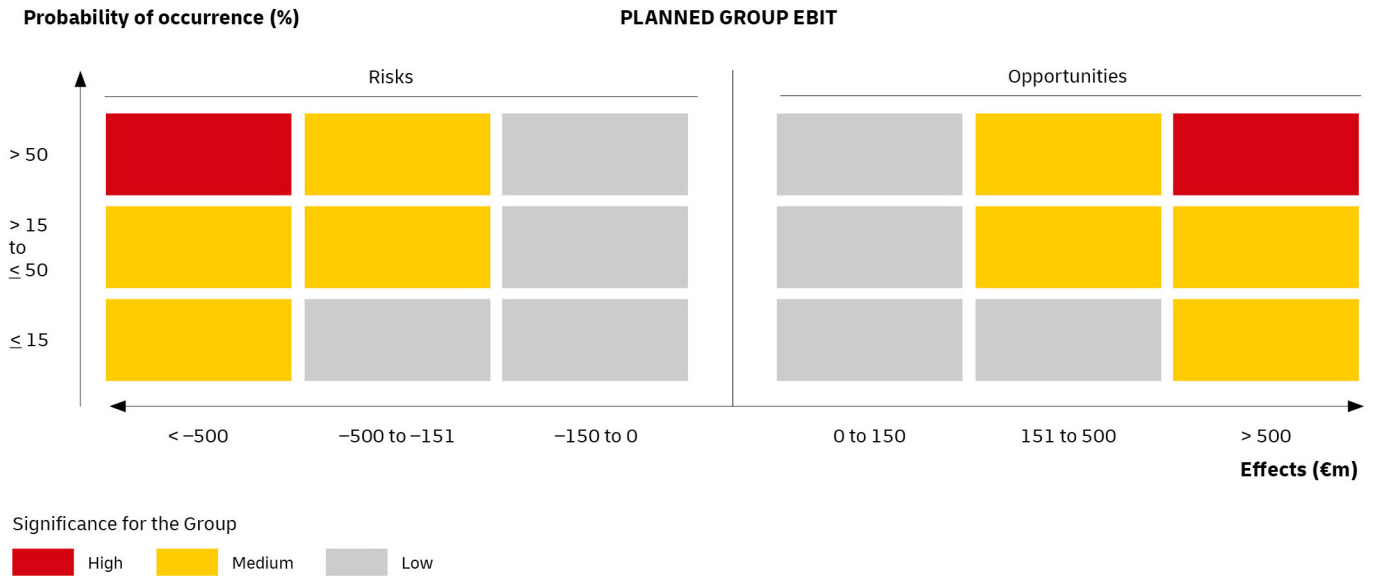 Probability of occurrence (%)
PLANNED GROUP EBIT
Risks
Opportunities
> 50
> 15
to
≤ 50
≤ 15
< −500
−500 to −151
−150 to 0
0 to 150
151 to 500
> 500
Effects (€m)
Significance for the Group
High
Medium
Low